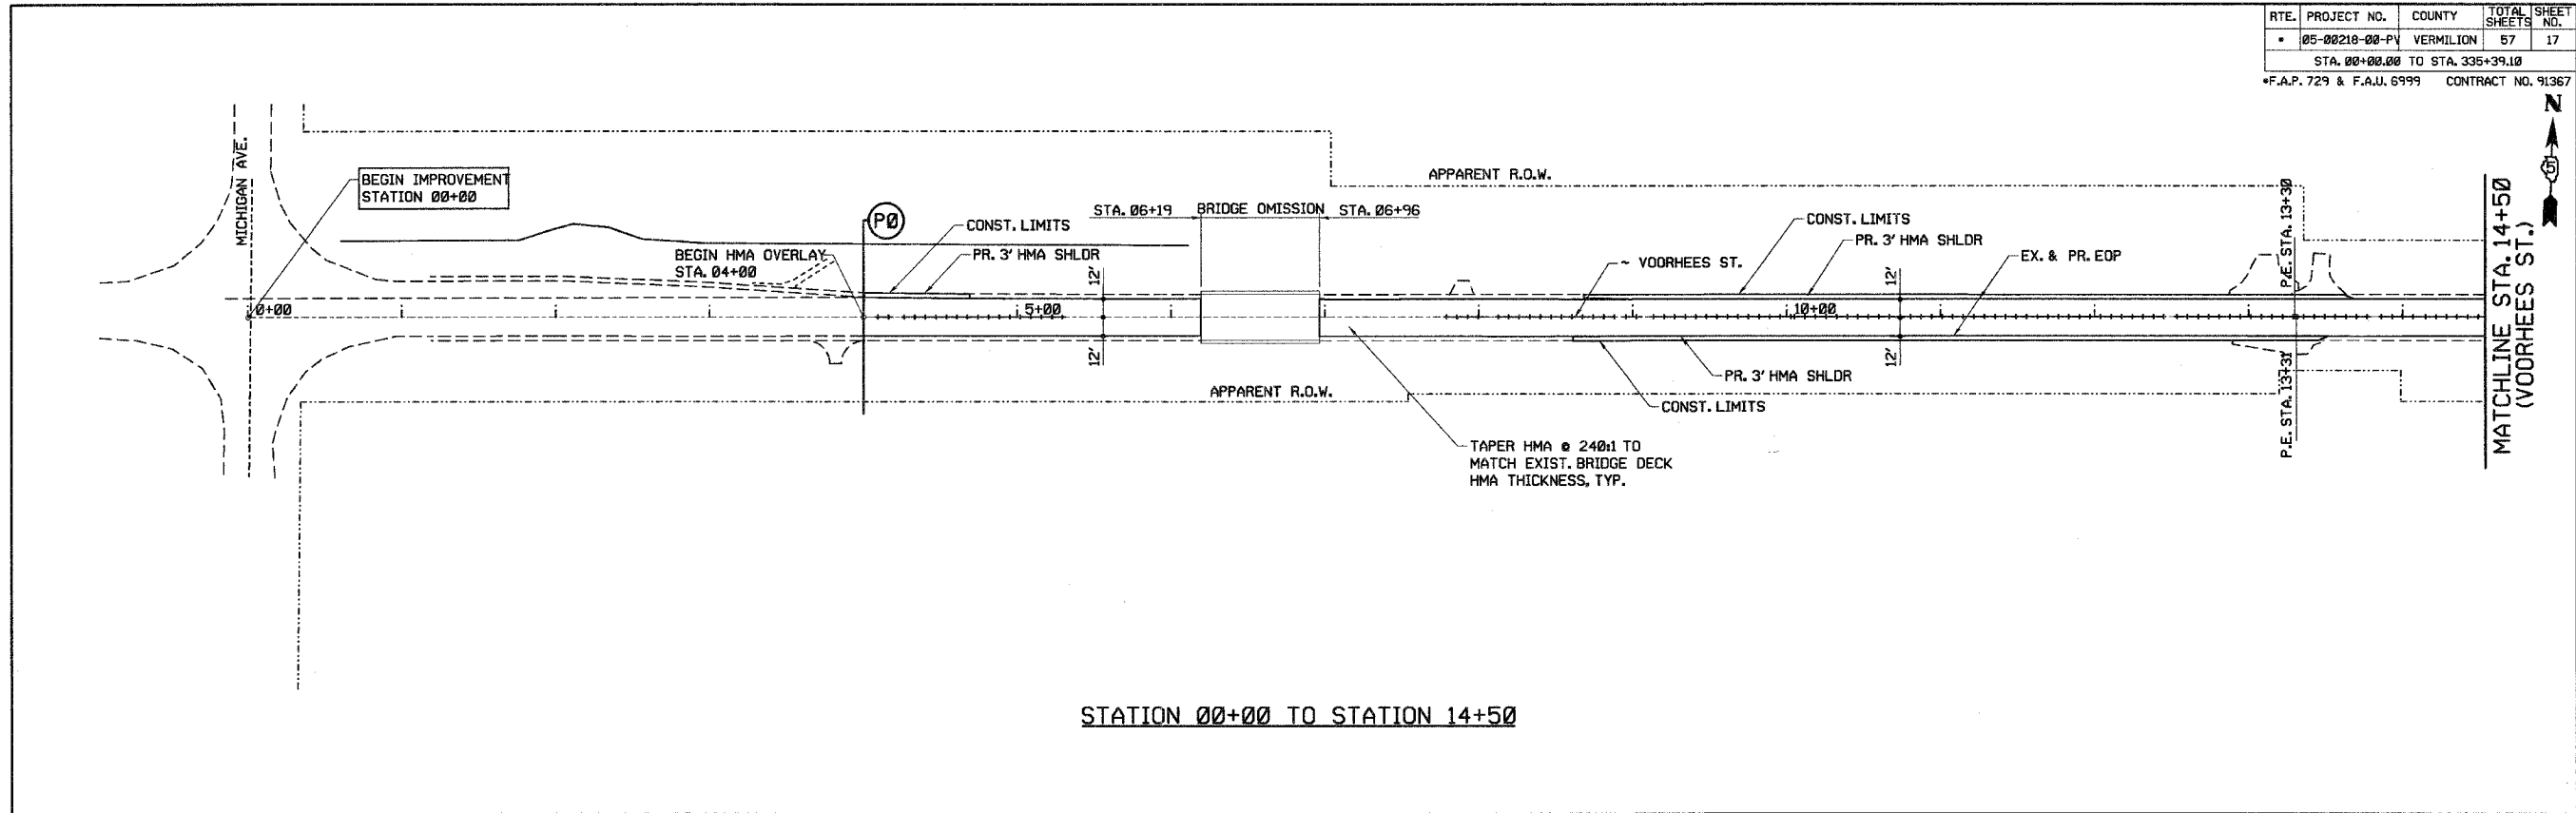 RTE. PROJECT NO. COUNTY TOTAL SHEETS SHEET NO.
* 05-00218-00-PV VERMILION 57 17
STA. 00+00.00 TO STA. 335+39.10
*F.A.P. 729 & F.A.U. 6999 CONTRACT NO. 91367
N
5
MICHIGAN AVE.
BEGIN IMPROVEMENT
STATION 00+00
P0
CONST. LIMITS
PR. 3' HMA SHLDR
BEGIN HMA OVERLAY
STA. 04+00
STA. 06+19 BRIDGE OMISSION STA. 06+96
APPARENT R.O.W.
CONST. LIMITS
PR. 3' HMA SHLDR
~ VOORHEES ST.
EX. & PR. EOP
P.E. STA. 13+30
0+00
5+00
10+00
12'
12'
12'
12'
PR. 3' HMA SHLDR
CONST. LIMITS
APPARENT R.O.W.
P.E. STA. 13+31
TAPER HMA @ 240:1 TO
MATCH EXIST. BRIDGE DECK
HMA THICKNESS, TYP.
MATCHLINE STA. 14+50
(VOORHEES ST.)
STATION 00+00 TO STATION 14+50